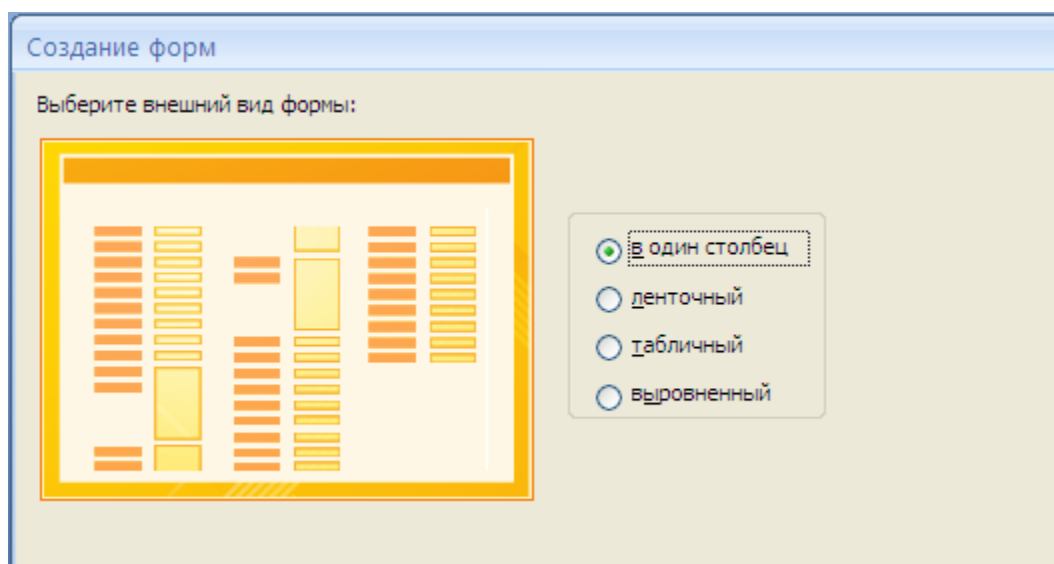 Создание форм
Выберите внешний вид формы:
в один столбец
ленточный
табличный
выровненный